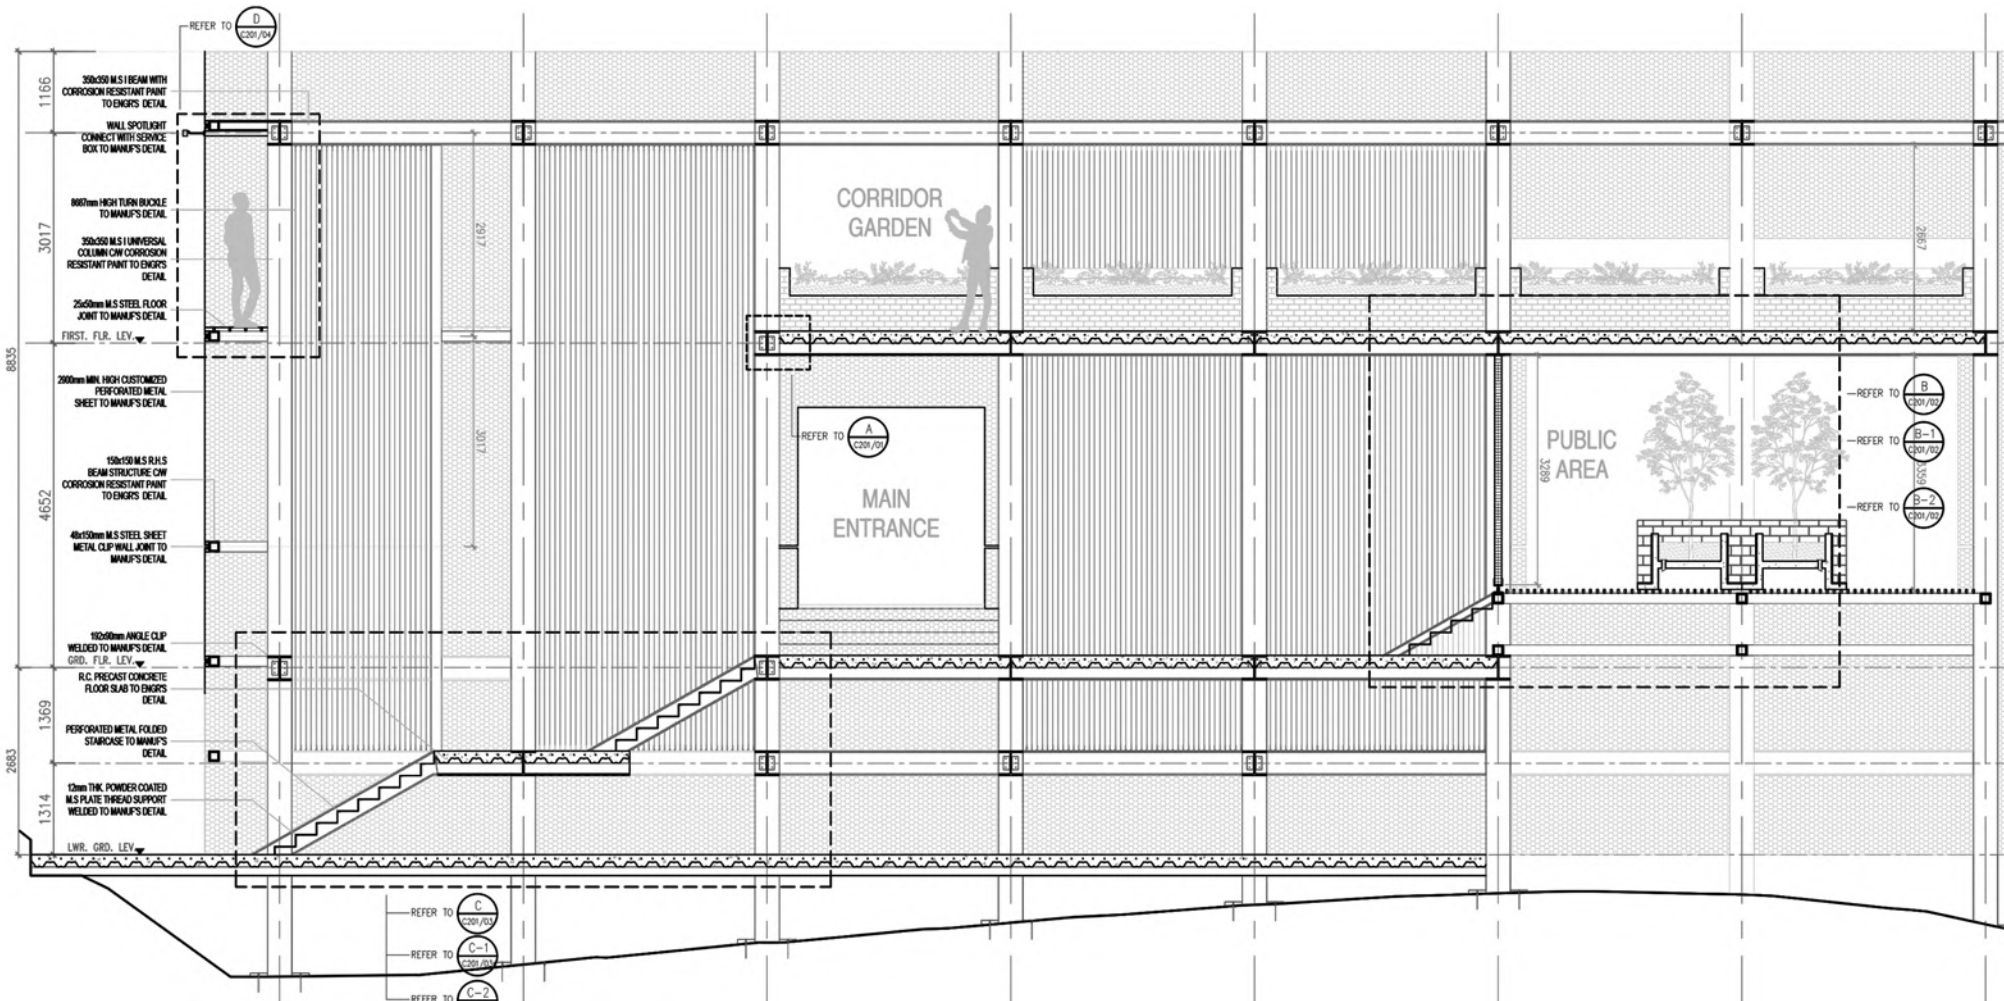 REFER TO
D
C201/04
350x350 M.S I BEAM WITH
CORROSION RESISTANT PAINT
TO ENGR'S DETAIL
WALL SPOTLIGHT
CONNECT WITH SERVICE
BOX TO MANUF'S DETAIL
8687mm HIGH TURN BUCKLE
TO MANUF'S DETAIL
350x350 M.S I UNIVERSAL
COLUMN C/W CORROSION
RESISTANT PAINT TO ENGR'S
DETAIL
25x50mm M.S STEEL FLOOR
JOINT TO MANUF'S DETAIL
FIRST. FLR. LEV.
2900mm MIN. HIGH CUSTOMIZED
PERFORATED METAL
SHEET TO MANUF'S DETAIL
150x150 M.S R.H.S
BEAM STRUCTURE C/W
CORROSION RESISTANT PAINT
TO ENGR'S DETAIL
48x150mm M.S STEEL SHEET
METAL CLIP WALL JOINT TO
MANUF'S DETAIL
192x90mm ANGLE CLIP
WELDED TO MANUF'S DETAIL
GRD. FLR. LEV.
R.C. PRECAST CONCRETE
FLOOR SLAB TO ENGR'S
DETAIL
PERFORATED METAL FOLDED
STAIRCASE TO MANUF'S
DETAIL
12mm THK. POWDER COATED
M.S PLATE THREAD SUPPORT
WELDED TO MANUF'S DETAIL
LWR. GRD. LEV.
1166
3017
8835
4652
1369
2683
1314
2917
3017
CORRIDOR
GARDEN
2667
REFER TO
A
C201/01
MAIN
ENTRANCE
PUBLIC
AREA
3289
3359
REFER TO
B
C201/02
REFER TO
B-1
C201/02
REFER TO
B-2
C201/02
REFER TO
C
C201/03
REFER TO
C-1
C201/03
REFER TO
C-2